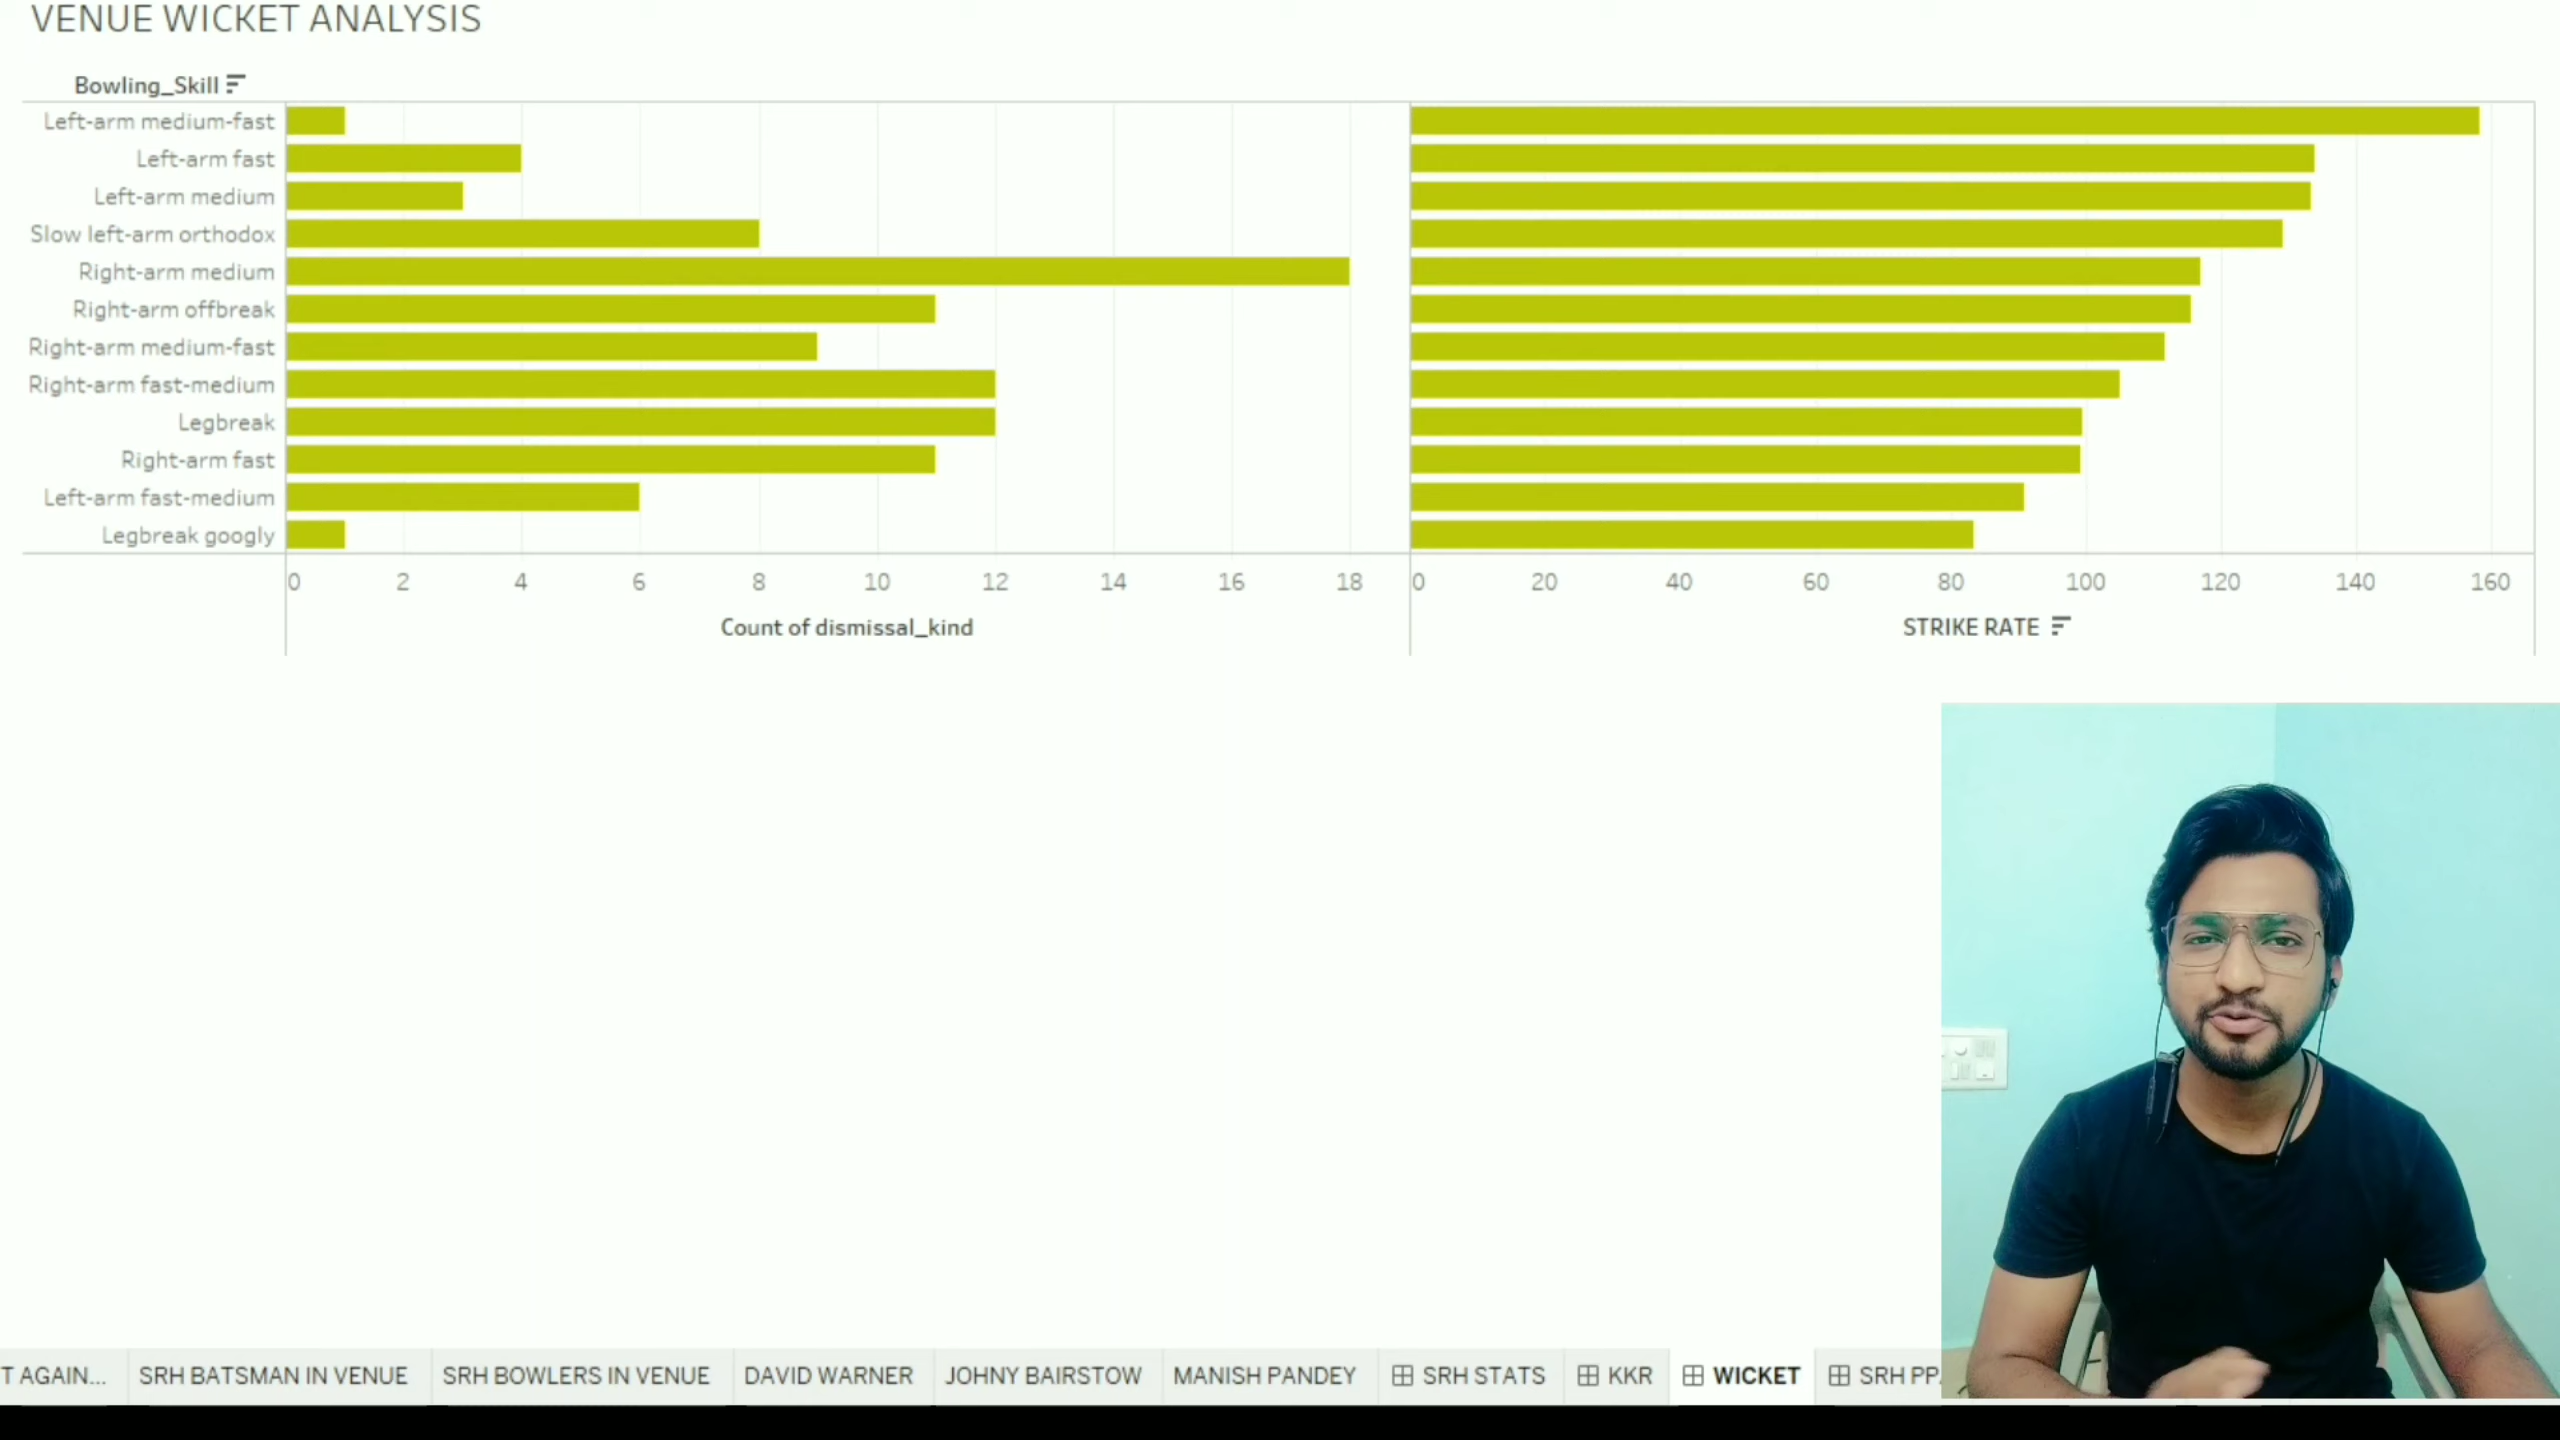 VENUE WICKET ANALYSIS
Bowling_Skill
Left-arm medium-fast
Left-arm fast
Left-arm medium
Slow left-arm orthodox
Right-arm medium
Right-arm offbreak
Right-arm medium-fast
Right-arm fast-medium
Legbreak
Right-arm fast
Left-arm fast-medium
Legbreak googly
0 2 4 6 8 10 12 14 16 18 0 20 40 60 80 100 120 140 160
Count of dismissal_kind STRIKE RATE
T AGAIN... SRH BATSMAN IN VENUE SRH BOWLERS IN VENUE DAVID WARNER JOHNY BAIRSTOW MANISH PANDEY SRH STATS KKR WICKET SRH PP